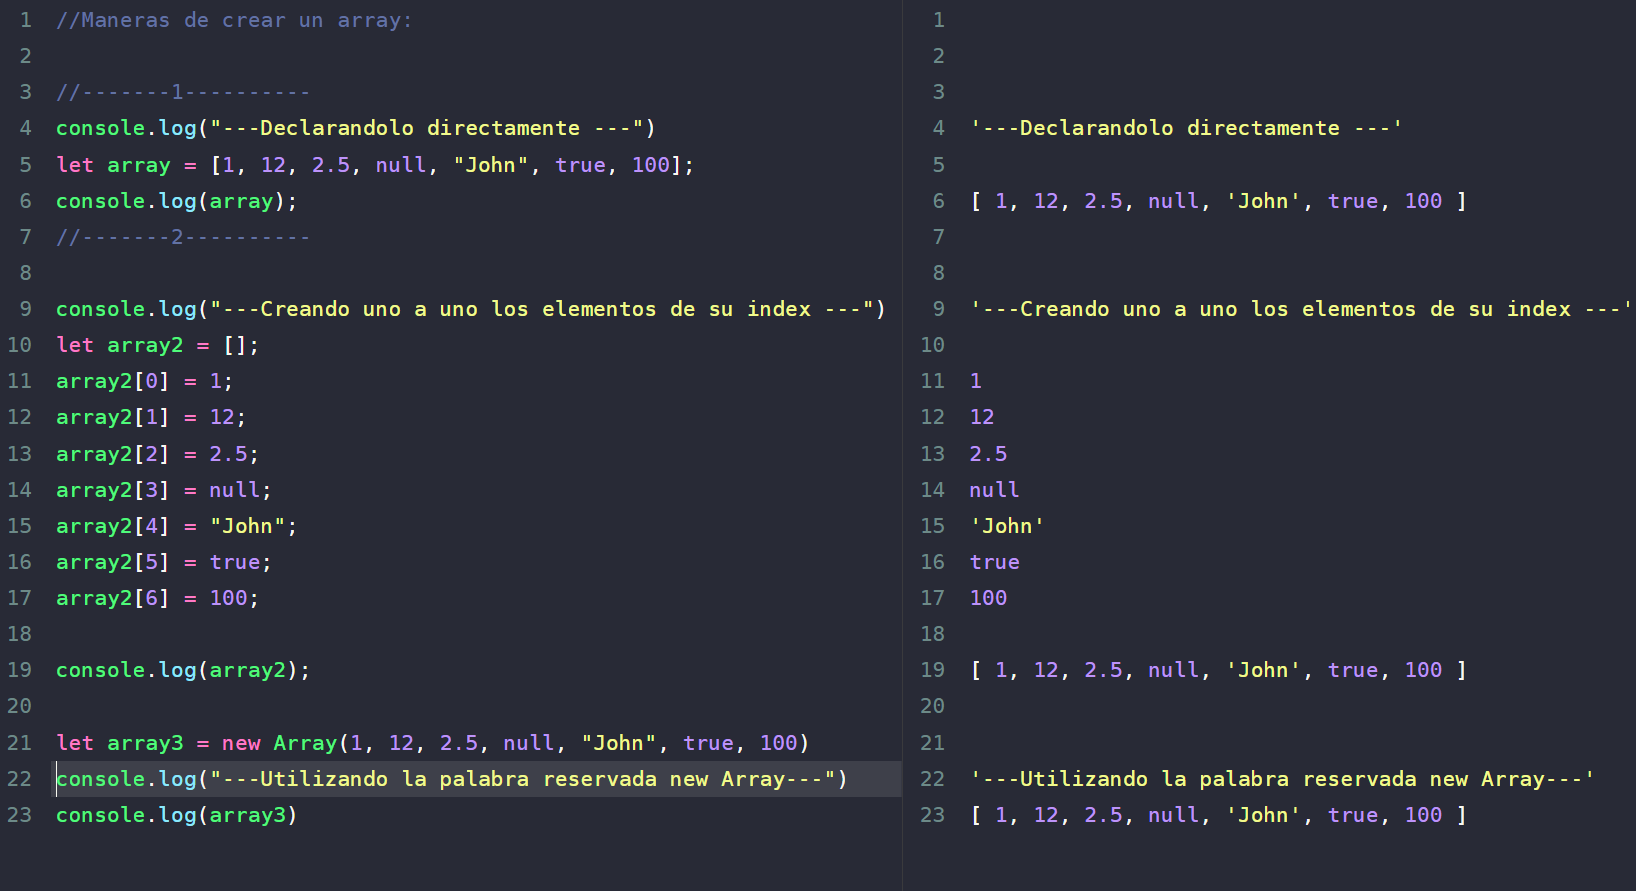 1 //Maneras de crear un array:
2
3 //-------1----------
4 console.log("---Declarandolo directamente ---")
5 let array = [1, 12, 2.5, null, "John", true, 100];
6 console.log(array);
7 //-------2----------
8
9 console.log("---Creando uno a uno los elementos de su index ---")
10 let array2 = [];
11 array2[0] = 1;
12 array2[1] = 12;
13 array2[2] = 2.5;
14 array2[3] = null;
15 array2[4] = "John";
16 array2[5] = true;
17 array2[6] = 100;
18
19 console.log(array2);
20
21 let array3 = new Array(1, 12, 2.5, null, "John", true, 100)
22 console.log("---Utilizando la palabra reservada new Array---")
23 console.log(array3)
1
2
3
4 '---Declarandolo directamente ---'
5
6 [ 1, 12, 2.5, null, 'John', true, 100 ]
7
8
9 '---Creando uno a uno los elementos de su index ---'
10
11 1
12 12
13 2.5
14 null
15 'John'
16 true
17 100
18
19 [ 1, 12, 2.5, null, 'John', true, 100 ]
20
21
22 '---Utilizando la palabra reservada new Array---'
23 [ 1, 12, 2.5, null, 'John', true, 100 ]